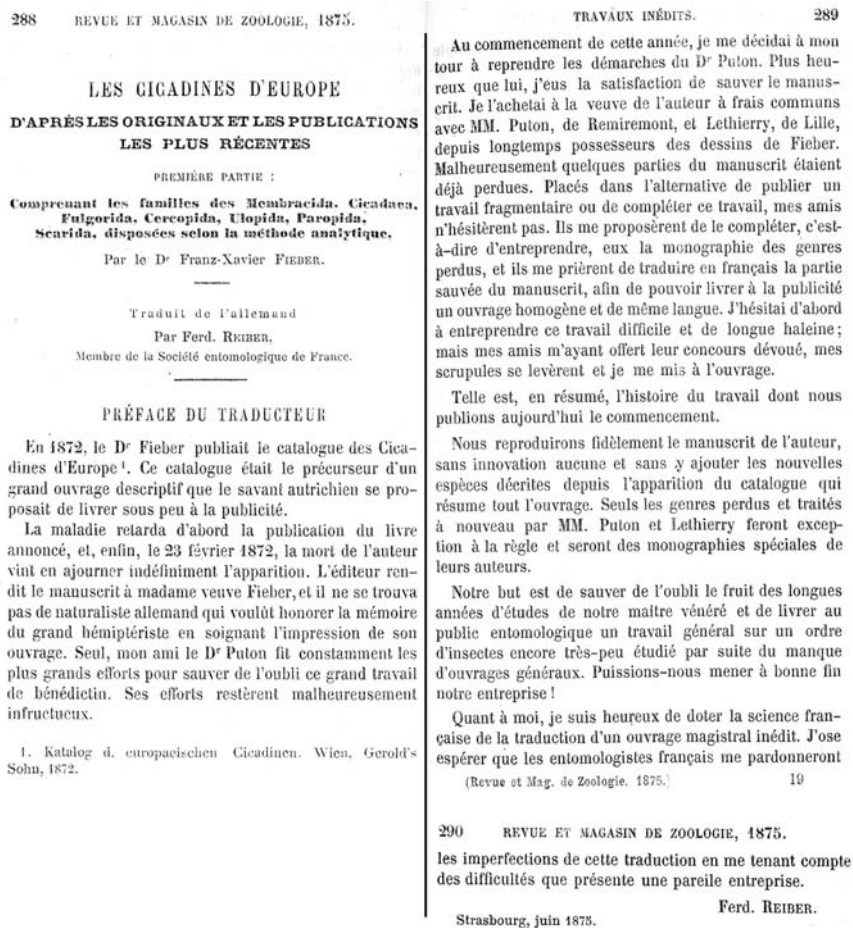 288 REVUE ET MAGASIN DE ZOOLOGIE, 1875.
LES CICADINES D'EUROPE
D'APRÈS LES ORIGINAUX ET LES PUBLICATIONS
LES PLUS RÉCENTES
PREMIÈRE PARTIE :
Comprenant les familles des Membracida, Cicadaea,
Fulgorida, Cercopida, Ulopida, Paropida,
Scarida, disposées selon la méthode analytique,
Par le Dr Franz-Xavier FIEBER.
Traduit de l'allemand
Par Ferd. REIBER,
Membre de la Société entomologique de France.
PRÉFACE DU TRADUCTEUR
En 1872, le Dr Fieber publiait le catalogue des Cica-
dines d'Europe 1. Ce catalogue était le précurseur d'un
grand ouvrage descriptif que le savant autrichien se pro-
posait de livrer sous peu à la publicité.
La maladie retarda d'abord la publication du livre
annoncé, et, enfin, le 23 février 1872, la mort de l'auteur
vint en ajourner indéfiniment l'apparition. L'éditeur ren-
dit le manuscrit à madame veuve Fieber, et il ne se trouva
pas de naturaliste allemand qui voulût honorer la mémoire
du grand hémiptériste en soignant l'impression de son
ouvrage. Seul, mon ami le Dr Puton fit constamment les
plus grands efforts pour sauver de l'oubli ce grand travail
de bénédictin. Ses efforts restèrent malheureusement
infructueux.
1. Katalog d. europaeischen Cicadinen. Wien, Gerold's
Sohn, 1872.
TRAVAUX INÉDITS. 289
Au commencement de cette année, je me décidai à mon
tour à reprendre les démarches du Dr Puton. Plus heu-
reux que lui, j'eus la satisfaction de sauver le manus-
crit. Je l'achetai à la veuve de l'auteur à frais communs
avec MM. Puton, de Remiremont, et Lethierry, de Lille,
depuis longtemps possesseurs des dessins de Fieber.
Malheureusement quelques parties du manuscrit étaient
déjà perdues. Placés dans l'alternative de publier un
travail fragmentaire ou de compléter ce travail, mes amis
n'hésitèrent pas. Ils me proposèrent de le compléter, c'est-
à-dire d'entreprendre, eux la monographie des genres
perdus, et ils me prièrent de traduire en français la partie
sauvée du manuscrit, afin de pouvoir livrer à la publicité
un ouvrage homogène et de même langue. J'hésitai d'abord
à entreprendre ce travail difficile et de longue haleine;
mais mes amis m'ayant offert leur concours dévoué, mes
scrupules se levèrent et je me mis à l'ouvrage.
Telle est, en résumé, l'histoire du travail dont nous
publions aujourd'hui le commencement.
Nous reproduirons fidèlement le manuscrit de l'auteur,
sans innovation aucune et sans y ajouter les nouvelles
espèces décrites depuis l'apparition du catalogue qui
résume tout l'ouvrage. Seuls les genres perdus et traités
à nouveau par MM. Puton et Lethierry feront excep-
tion à la règle et seront des monographies spéciales de
leurs auteurs.
Notre but est de sauver de l'oubli le fruit des longues
années d'études de notre maître vénéré et de livrer au
public entomologique un travail général sur un ordre
d'insectes encore très-peu étudié par suite du manque
d'ouvrages généraux. Puissions-nous mener à bonne fin
notre entreprise !
Quant à moi, je suis heureux de doter la science fran-
çaise de la traduction d'un ouvrage magistral inédit. J'ose
espérer que les entomologistes français me pardonneront
(Revue et Mag. de Zoologie. 1875.) 19
290 REVUE ET MAGASIN DE ZOOLOGIE, 1875.
les imperfections de cette traduction en me tenant compte
des difficultés que présente une pareile entreprise.
Ferd. REIBER.
Strasbourg, juin 1875.